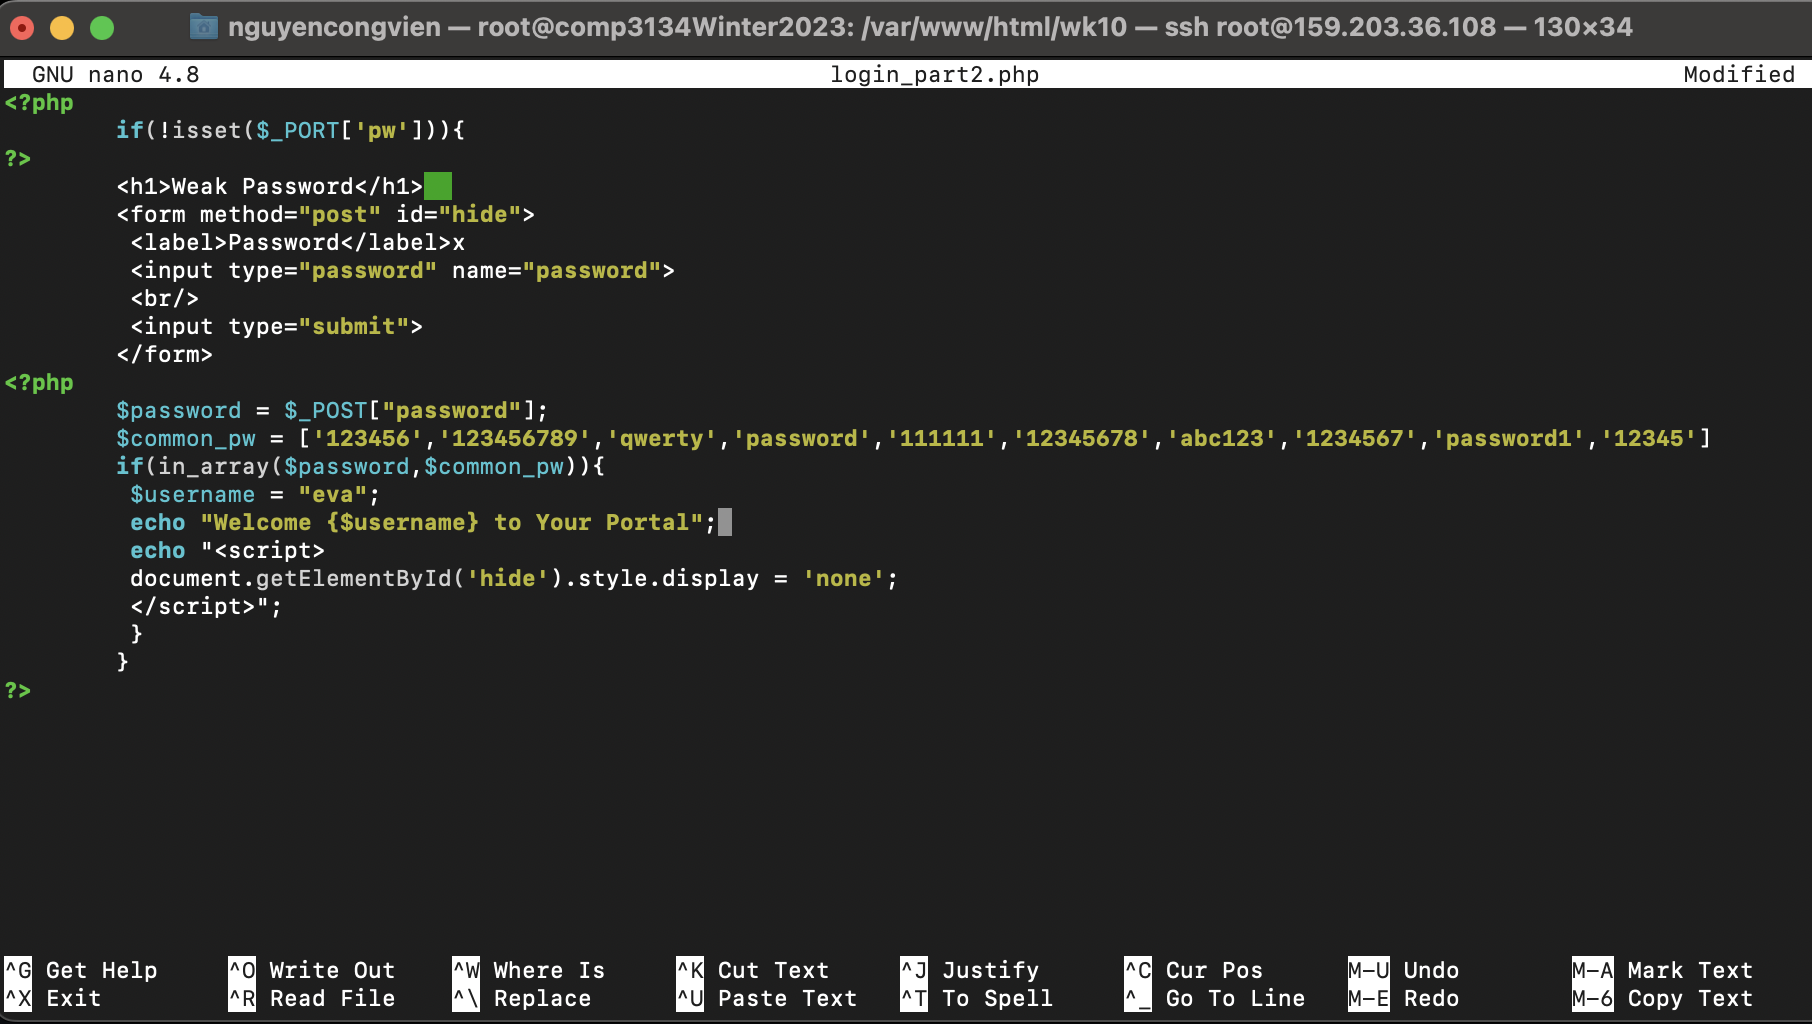 nguyencongvien — root@comp3134Winter2023: /var/www/html/wk10 — ssh root@159.203.36.108 — 130×34
GNU nano 4.8 login_part2.php Modified
<?php
if(!isset($_PORT['pw'])){
?>
<h1>Weak Password</h1>
<form method="post" id="hide">
<label>Password</label>x
<input type="password" name="password">
<br/>
<input type="submit">
</form>
<?php
$password = $_POST["password"];
$common_pw = ['123456','123456789','qwerty','password','111111','12345678','abc123','1234567','password1','12345']
if(in_array($password,$common_pw)){
$username = "eva";
echo "Welcome {$username} to Your Portal";
echo "<script>
document.getElementById('hide').style.display = 'none';
</script>";
}
}
?>
^G Get Help ^O Write Out ^W Where Is ^K Cut Text ^J Justify ^C Cur Pos M-U Undo M-A Mark Text
^X Exit ^R Read File ^\ Replace ^U Paste Text ^T To Spell ^_ Go To Line M-E Redo M-6 Copy Text